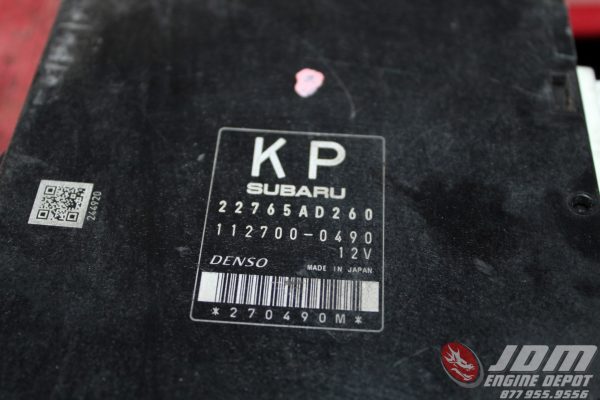 KP
SUBARU
22765AD260
112700-0490
12V
DENSO MADE IN JAPAN
*270490M*
244920
JDM
ENGINE DEPOT
877.955.9556